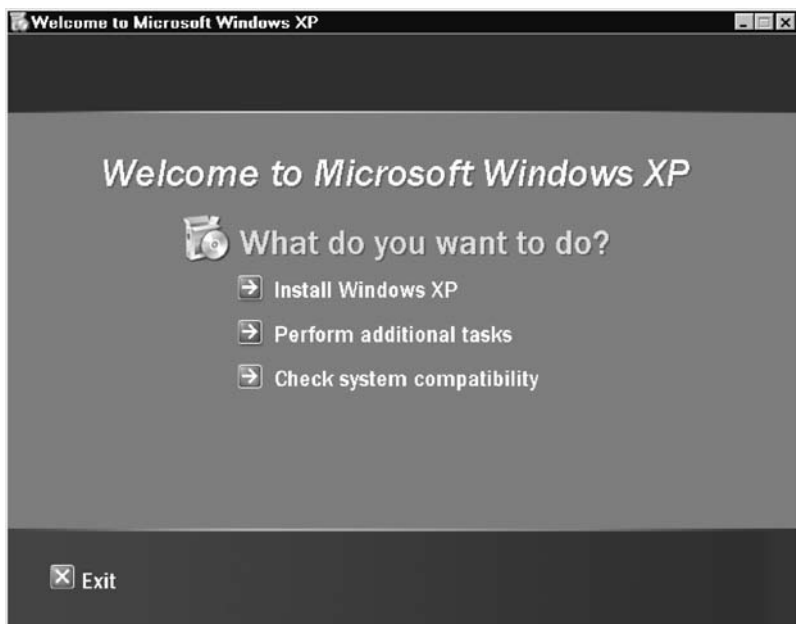 Welcome to Microsoft Windows XP
Welcome to Microsoft Windows XP
What do you want to do?
Install Windows XP
Perform additional tasks
Check system compatibility
Exit